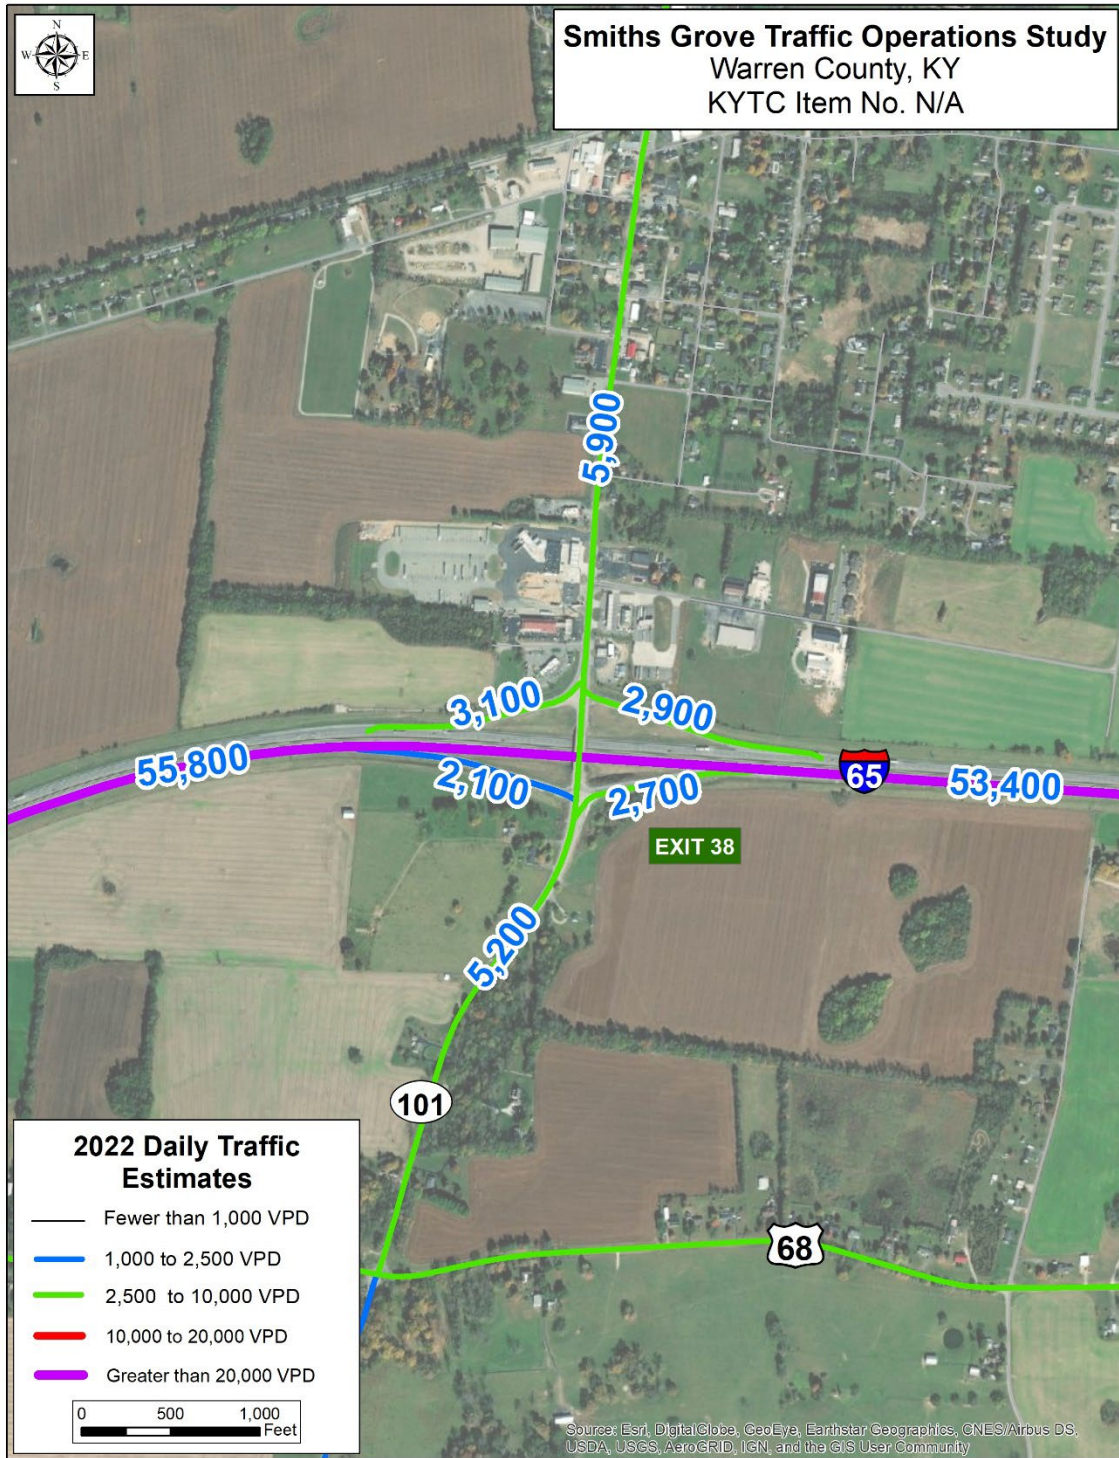 N
W E
S
Smiths Grove Traffic Operations Study
Warren County, KY
KYTC Item No. N/A
5,900
3,100
2,900
55,800
2,100
2,700
65
53,400
EXIT 38
5,200
101
68
2022 Daily Traffic
Estimates
Fewer than 1,000 VPD
1,000 to 2,500 VPD
2,500 to 10,000 VPD
10,000 to 20,000 VPD
Greater than 20,000 VPD
0 500 1,000
Feet
Source: Esri, DigitalGlobe, GeoEye, Earthstar Geographics, CNES/Airbus DS,
USDA, USGS, AeroGRID, IGN, and the GIS User Community